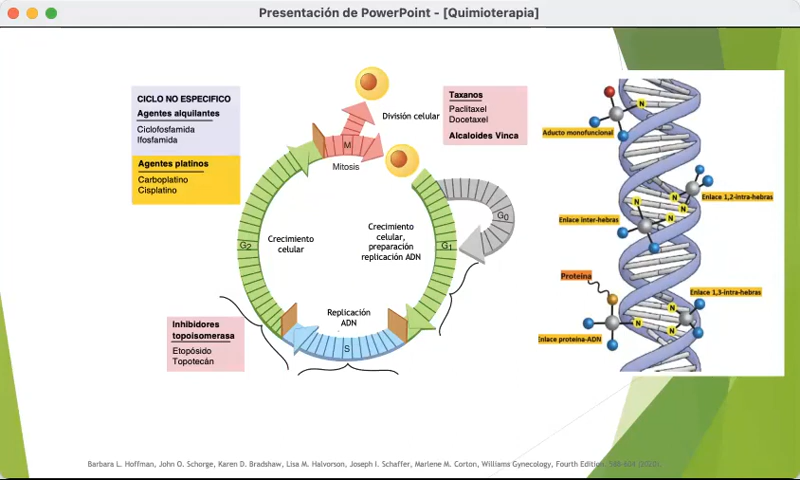 Presentación de PowerPoint - [Quimioterapia]
CICLO NO ESPECIFICO
Agentes alquilantes
Ciclofosfamida
Ifosfamida
Agentes platinos
Carboplatino
Cisplatino
División celular
Taxanos
Paclitaxel
Docetaxel
Alcaloides Vinca
M
Mitosis
G0
G2
Crecimiento
celular
Crecimiento
celular,
preparación
replicación ADN
G1
Replicación
ADN
S
Inhibidores
topoisomerasa
Etopósido
Topotecán
N
Aducto monofuncional
N
N
N
Enlace 1,2-intra-hebras
Enlace inter-hebras
N
Proteína
Enlace 1,3-intra-hebras
N
N
N
Enlace proteína-ADN
Barbara L. Hoffman, John O. Schorge, Karen D. Bradshaw, Lisa M. Halvorson, Joseph I. Schaffer, Marlene M. Corton, Williams Gynecology, Fourth Edition.